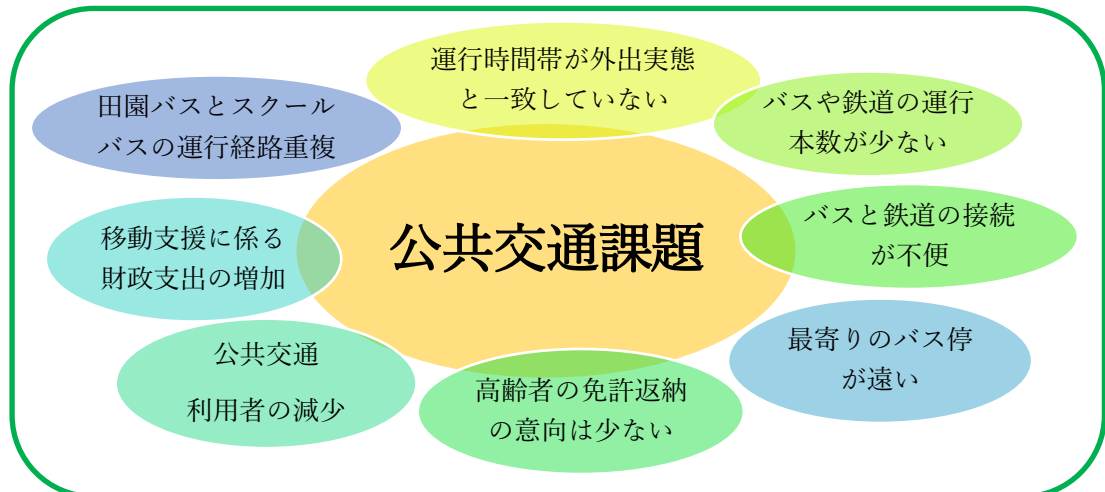 運行時間帯が外出実態
と一致していない
田園バスとスクール
バスの運行経路重複
バスや鉄道の運行
本数が少ない
公共交通課題
バスと鉄道の接続
が不便
移動支援に係る
財政支出の増加
最寄りのバス停
が遠い
公共交通
利用者の減少
高齢者の免許返納
の意向は少ない